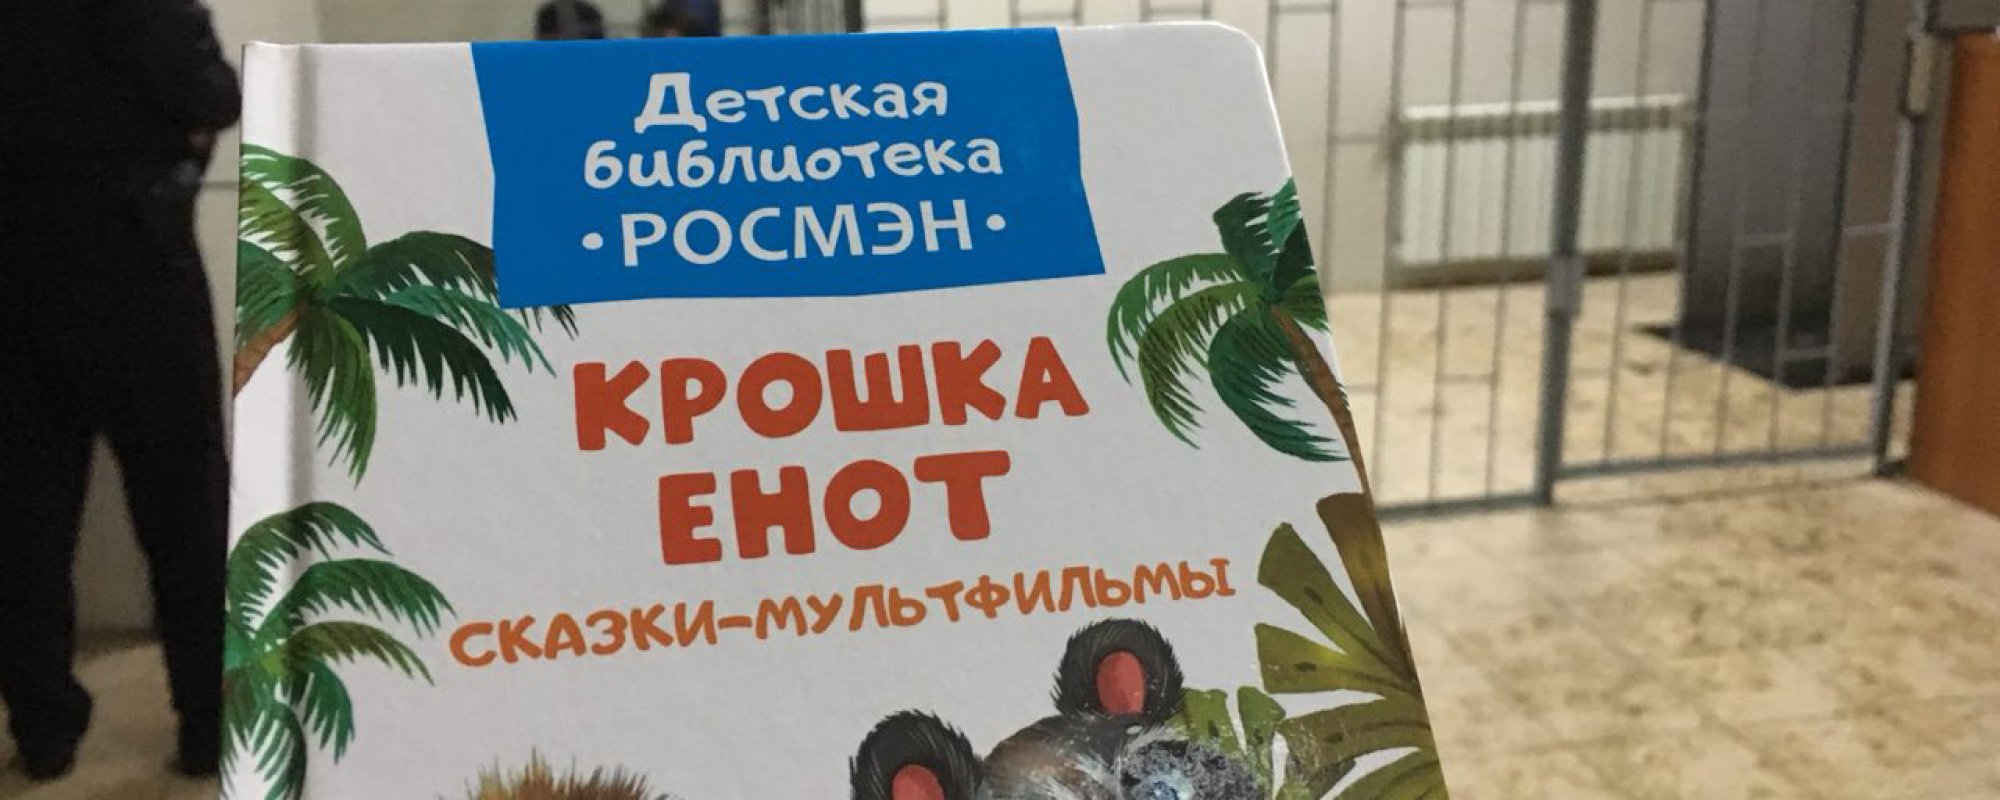 Детская
библиотека
• РОСМЭН •
КРОШКА
ЕНОТ
СКАЗКИ-МУЛЬТФИЛЬМЫ